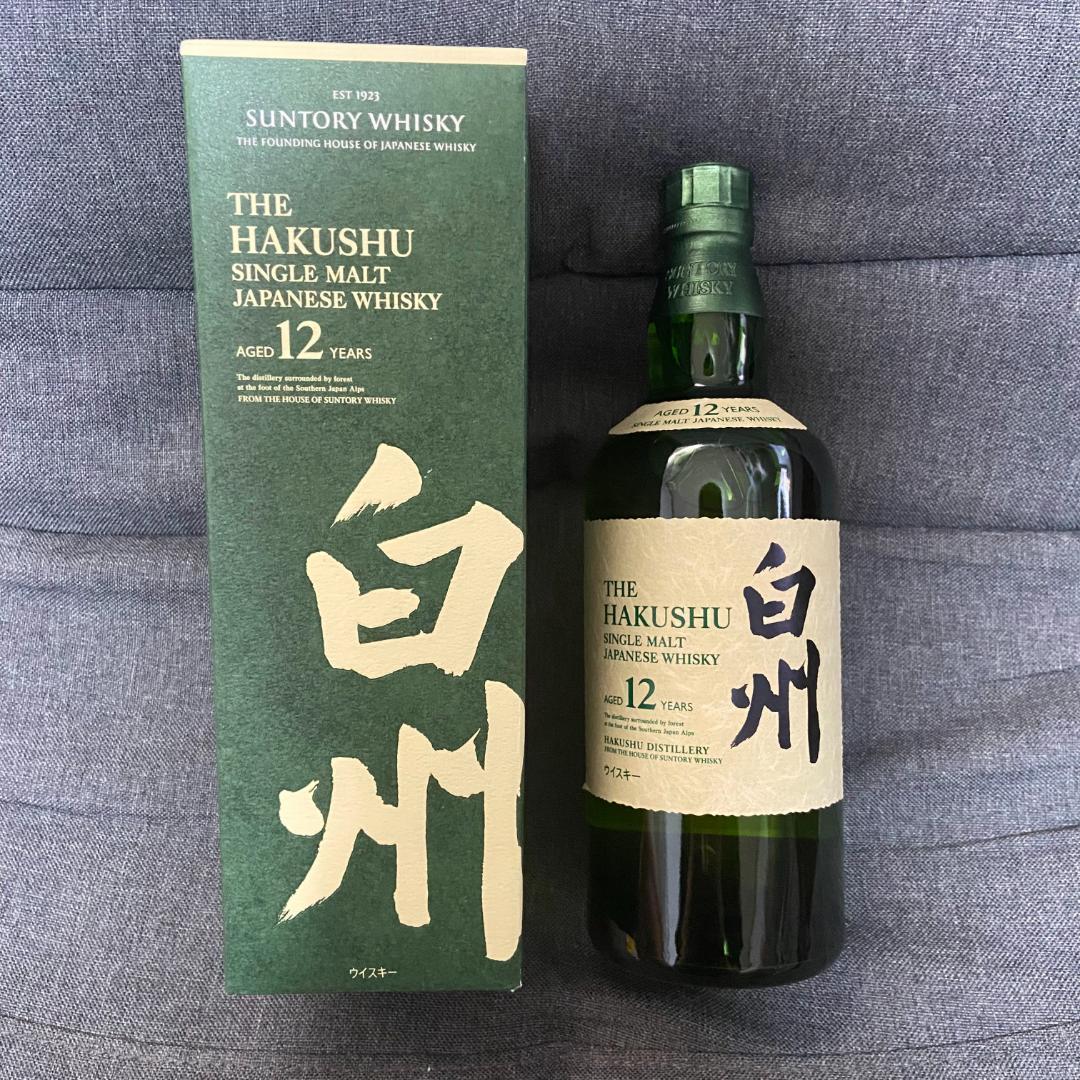 EST 1923
SUNTORY WHISKY
THE FOUNDING HOUSE OF JAPANESE WHISKY
THE
HAKUSHU
SINGLE MALT
JAPANESE WHISKY
AGED 12 YEARS
The distillery surrounded by forest
at the foot of the Southern Japan Alps
FROM THE HOUSE OF SUNTORY WHISKY
白州
ウイスキー
SUNTORY
WHISKY
AGED 12 YEARS
SINGLE MALT JAPANESE WHISKY
THE
HAKUSHU
SINGLE MALT
JAPANESE WHISKY
AGED 12 YEARS
The distillery surrounded by forest
at the foot of the Southern Japan Alps
HAKUSHU DISTILLERY
FROM THE HOUSE OF SUNTORY WHISKY
ウイスキー
白州